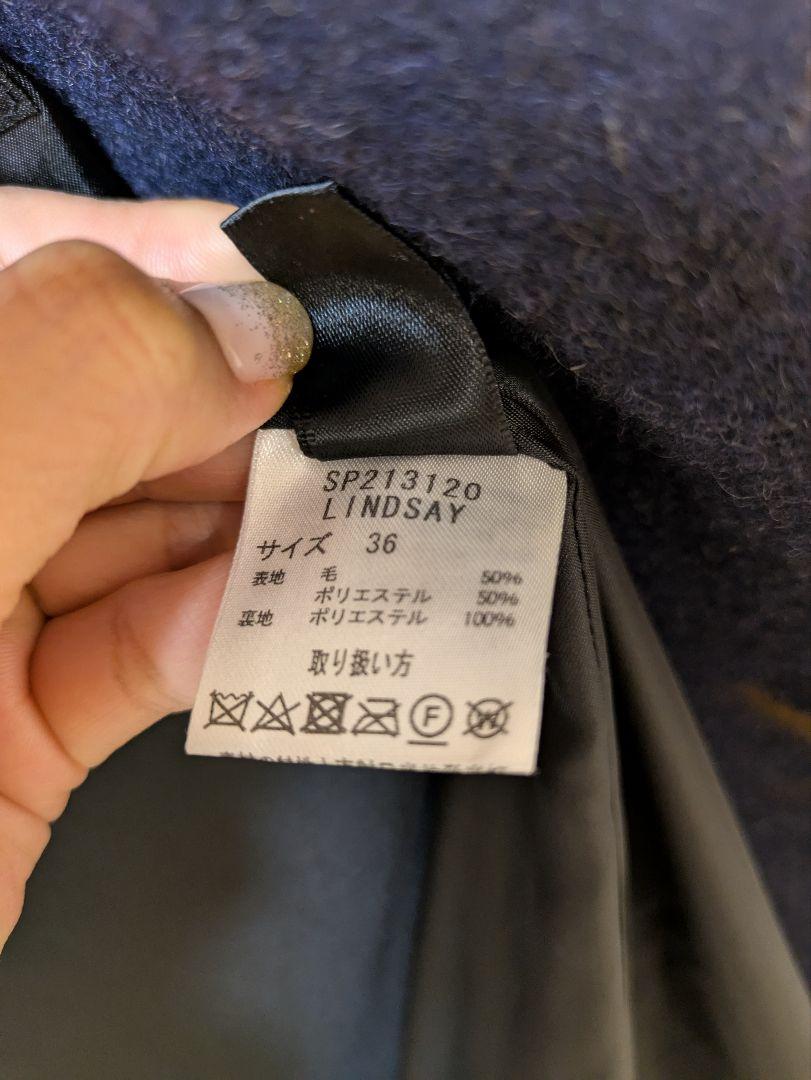 SP213120
LINDSAY
サイズ 36
表地 毛 50%
ポリエステル 50%
裏地 ポリエステル 100%
取り扱い方
F W